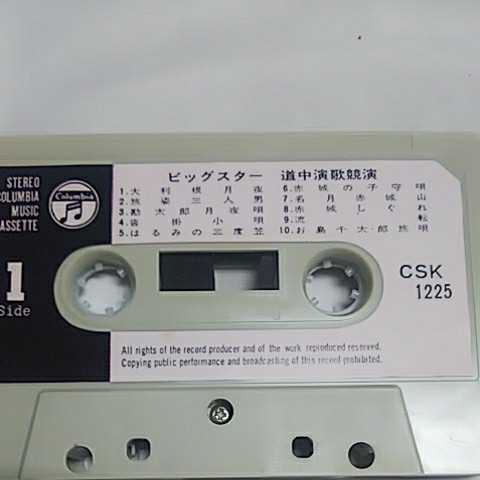 STEREO
COLUMBIA
MUSIC
CASSETTE
Columbia
1
Side
ビッグスター 道中演歌競演
1.大利根月夜
2.旅姿三人男
3.勘太郎月夜唄
4.沓掛小唄
5.はるみの三度笠
6.赤城の子守唄
7.名月赤城山
8.赤城しぐれ
9.流転
10.お島千太郎旅唄
CSK
1225
All rights of the record producer and of the work reproduced reserved.
Copying public performance and broadcasting of this record prohibited.